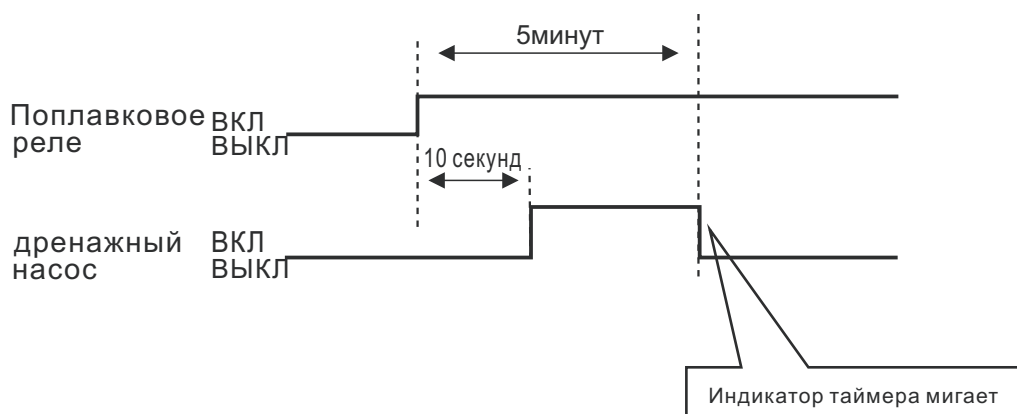 5минут
Поплавковое
реле
ВКЛ
ВЫКЛ
10 секунд
дренажный
насос
ВКЛ
ВЫКЛ
Индикатор таймера мигает